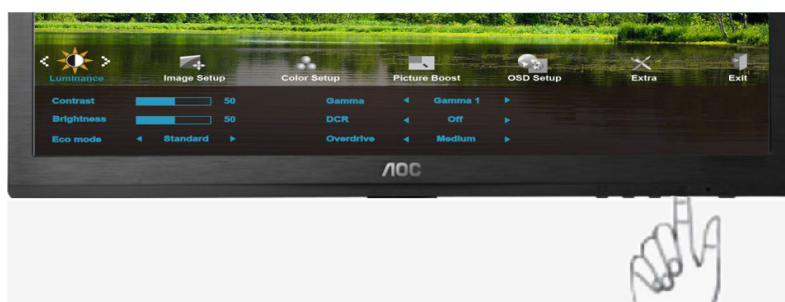 < >
Luminance Image Setup Color Setup Picture Boost OSD Setup Extra Exit
Contrast 50 Gamma Gamma 1
Brightness 50 DCR Off
Eco mode Standard Overdrive Medium
AOC